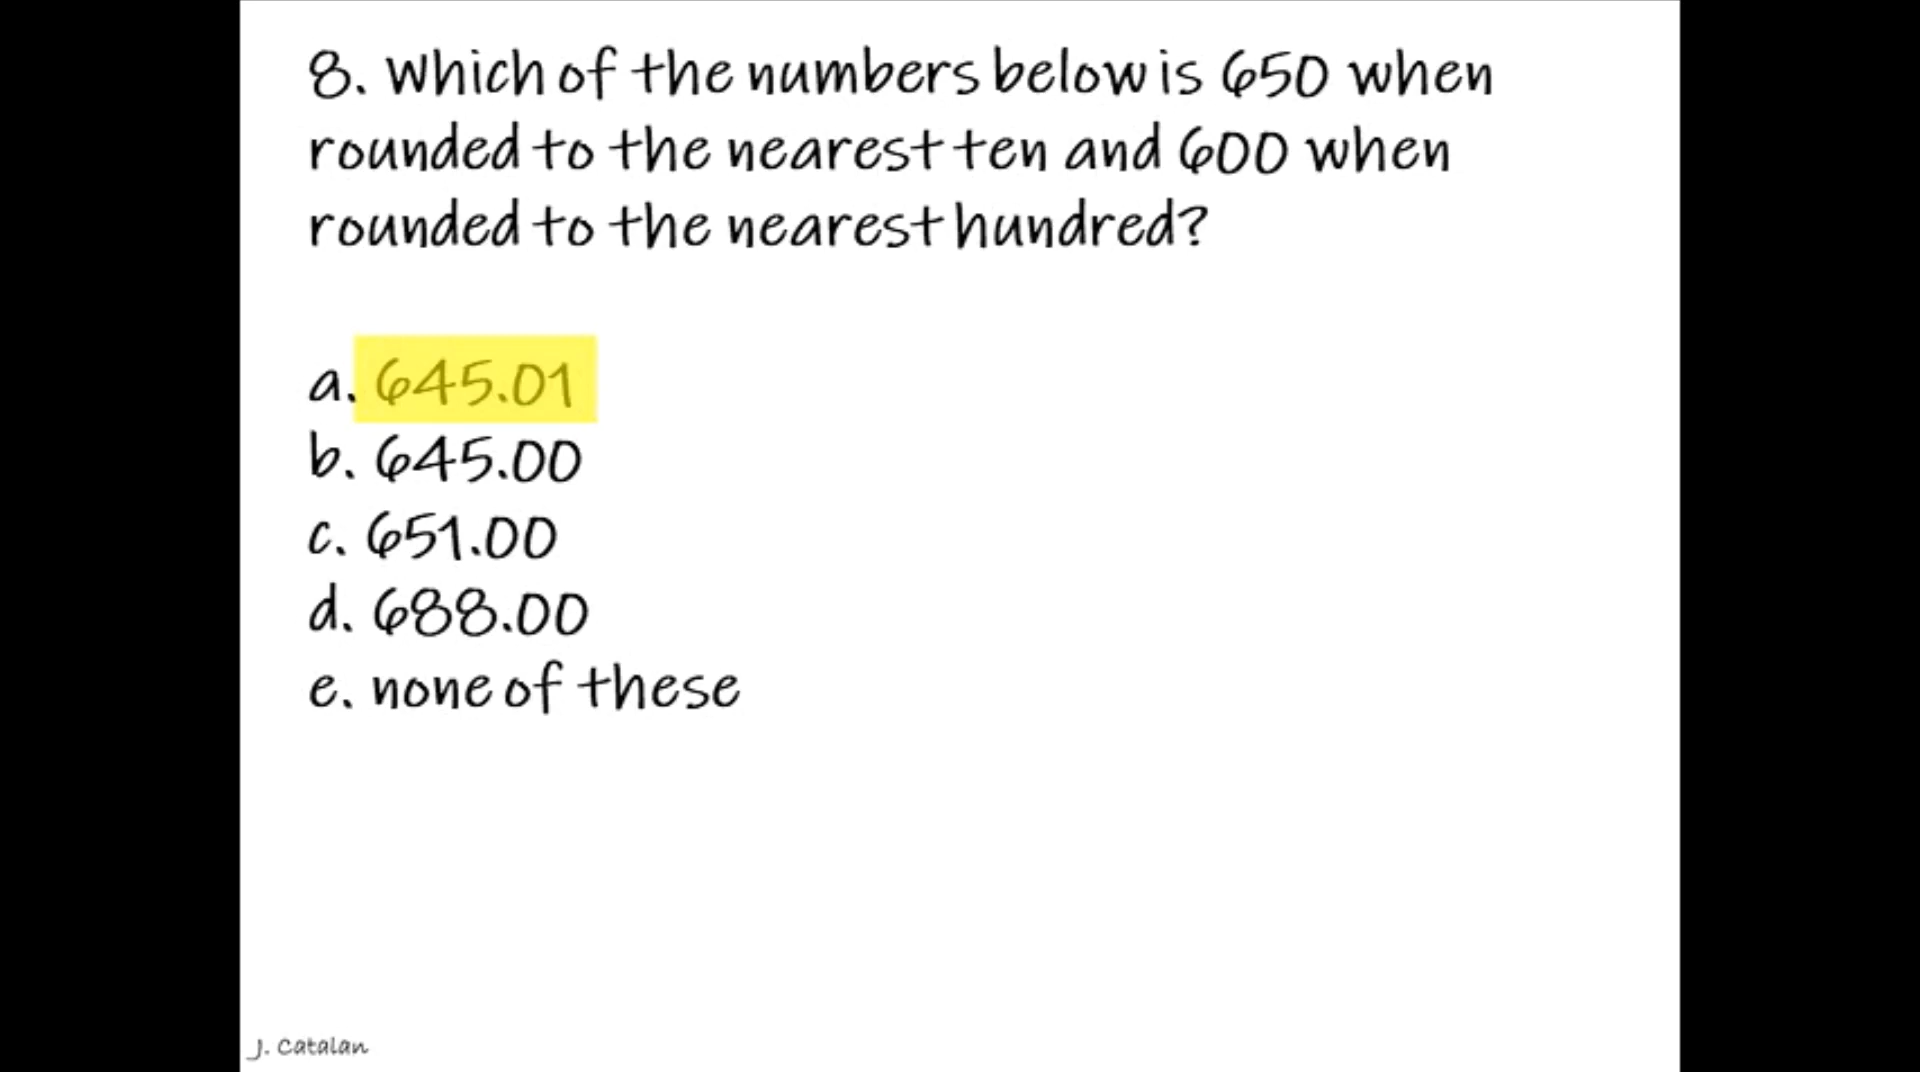 8. Which of the numbers below is 650 when
rounded to the nearest ten and 600 when
rounded to the nearest hundred?
a. 645.01
b. 645.00
c. 651.00
d. 688.00
e. none of these
J. Catalan